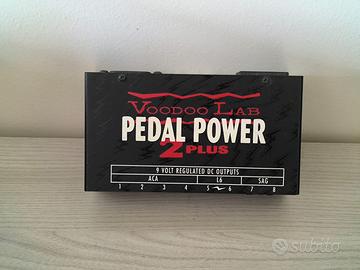 VOODOO LAB
PEDAL POWER
2 PLUS
9 VOLT REGULATED DC OUTPUTS
ACA L6 SAG
1 2 3 4 5 6 7 8
subito